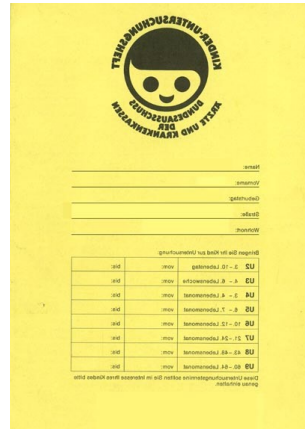 KINDER-UNTERSUCHUNGSHEFT
BUNDESAUSSCHUSS
DER
ÄRZTE UND KRANKENKASSEN
Name:
Vorname:
Geburtstag:
Straße:
Wohnort:
Bringen Sie Ihr Kind zur Untersuchung
U2 3. – 10. Lebenstag vom: bis:
U3 4. – 6. Lebenswoche vom: bis:
U4 3. – 4. Lebensmonat vom: bis:
U5 6. – 7. Lebensmonat vom: bis:
U6 10. – 12. Lebensmonat vom: bis:
U7 21. – 24. Lebensmonat vom: bis:
U8 43. – 48. Lebensmonat vom: bis:
U9 60. – 64. Lebensmonat vom: bis:
Diese Untersuchungstermine sollten Sie im Interesse Ihres Kindes bitte
genau einhalten.